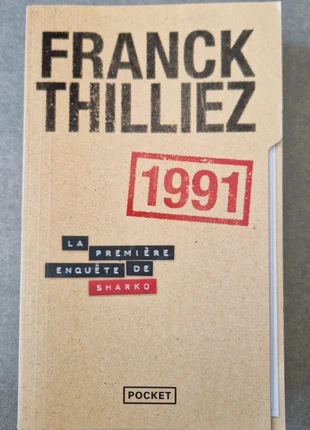 FRANCK
THILLIEZ
1991
LA PREMIÈRE
ENQUÊTE DE
SHARKO
POCKET